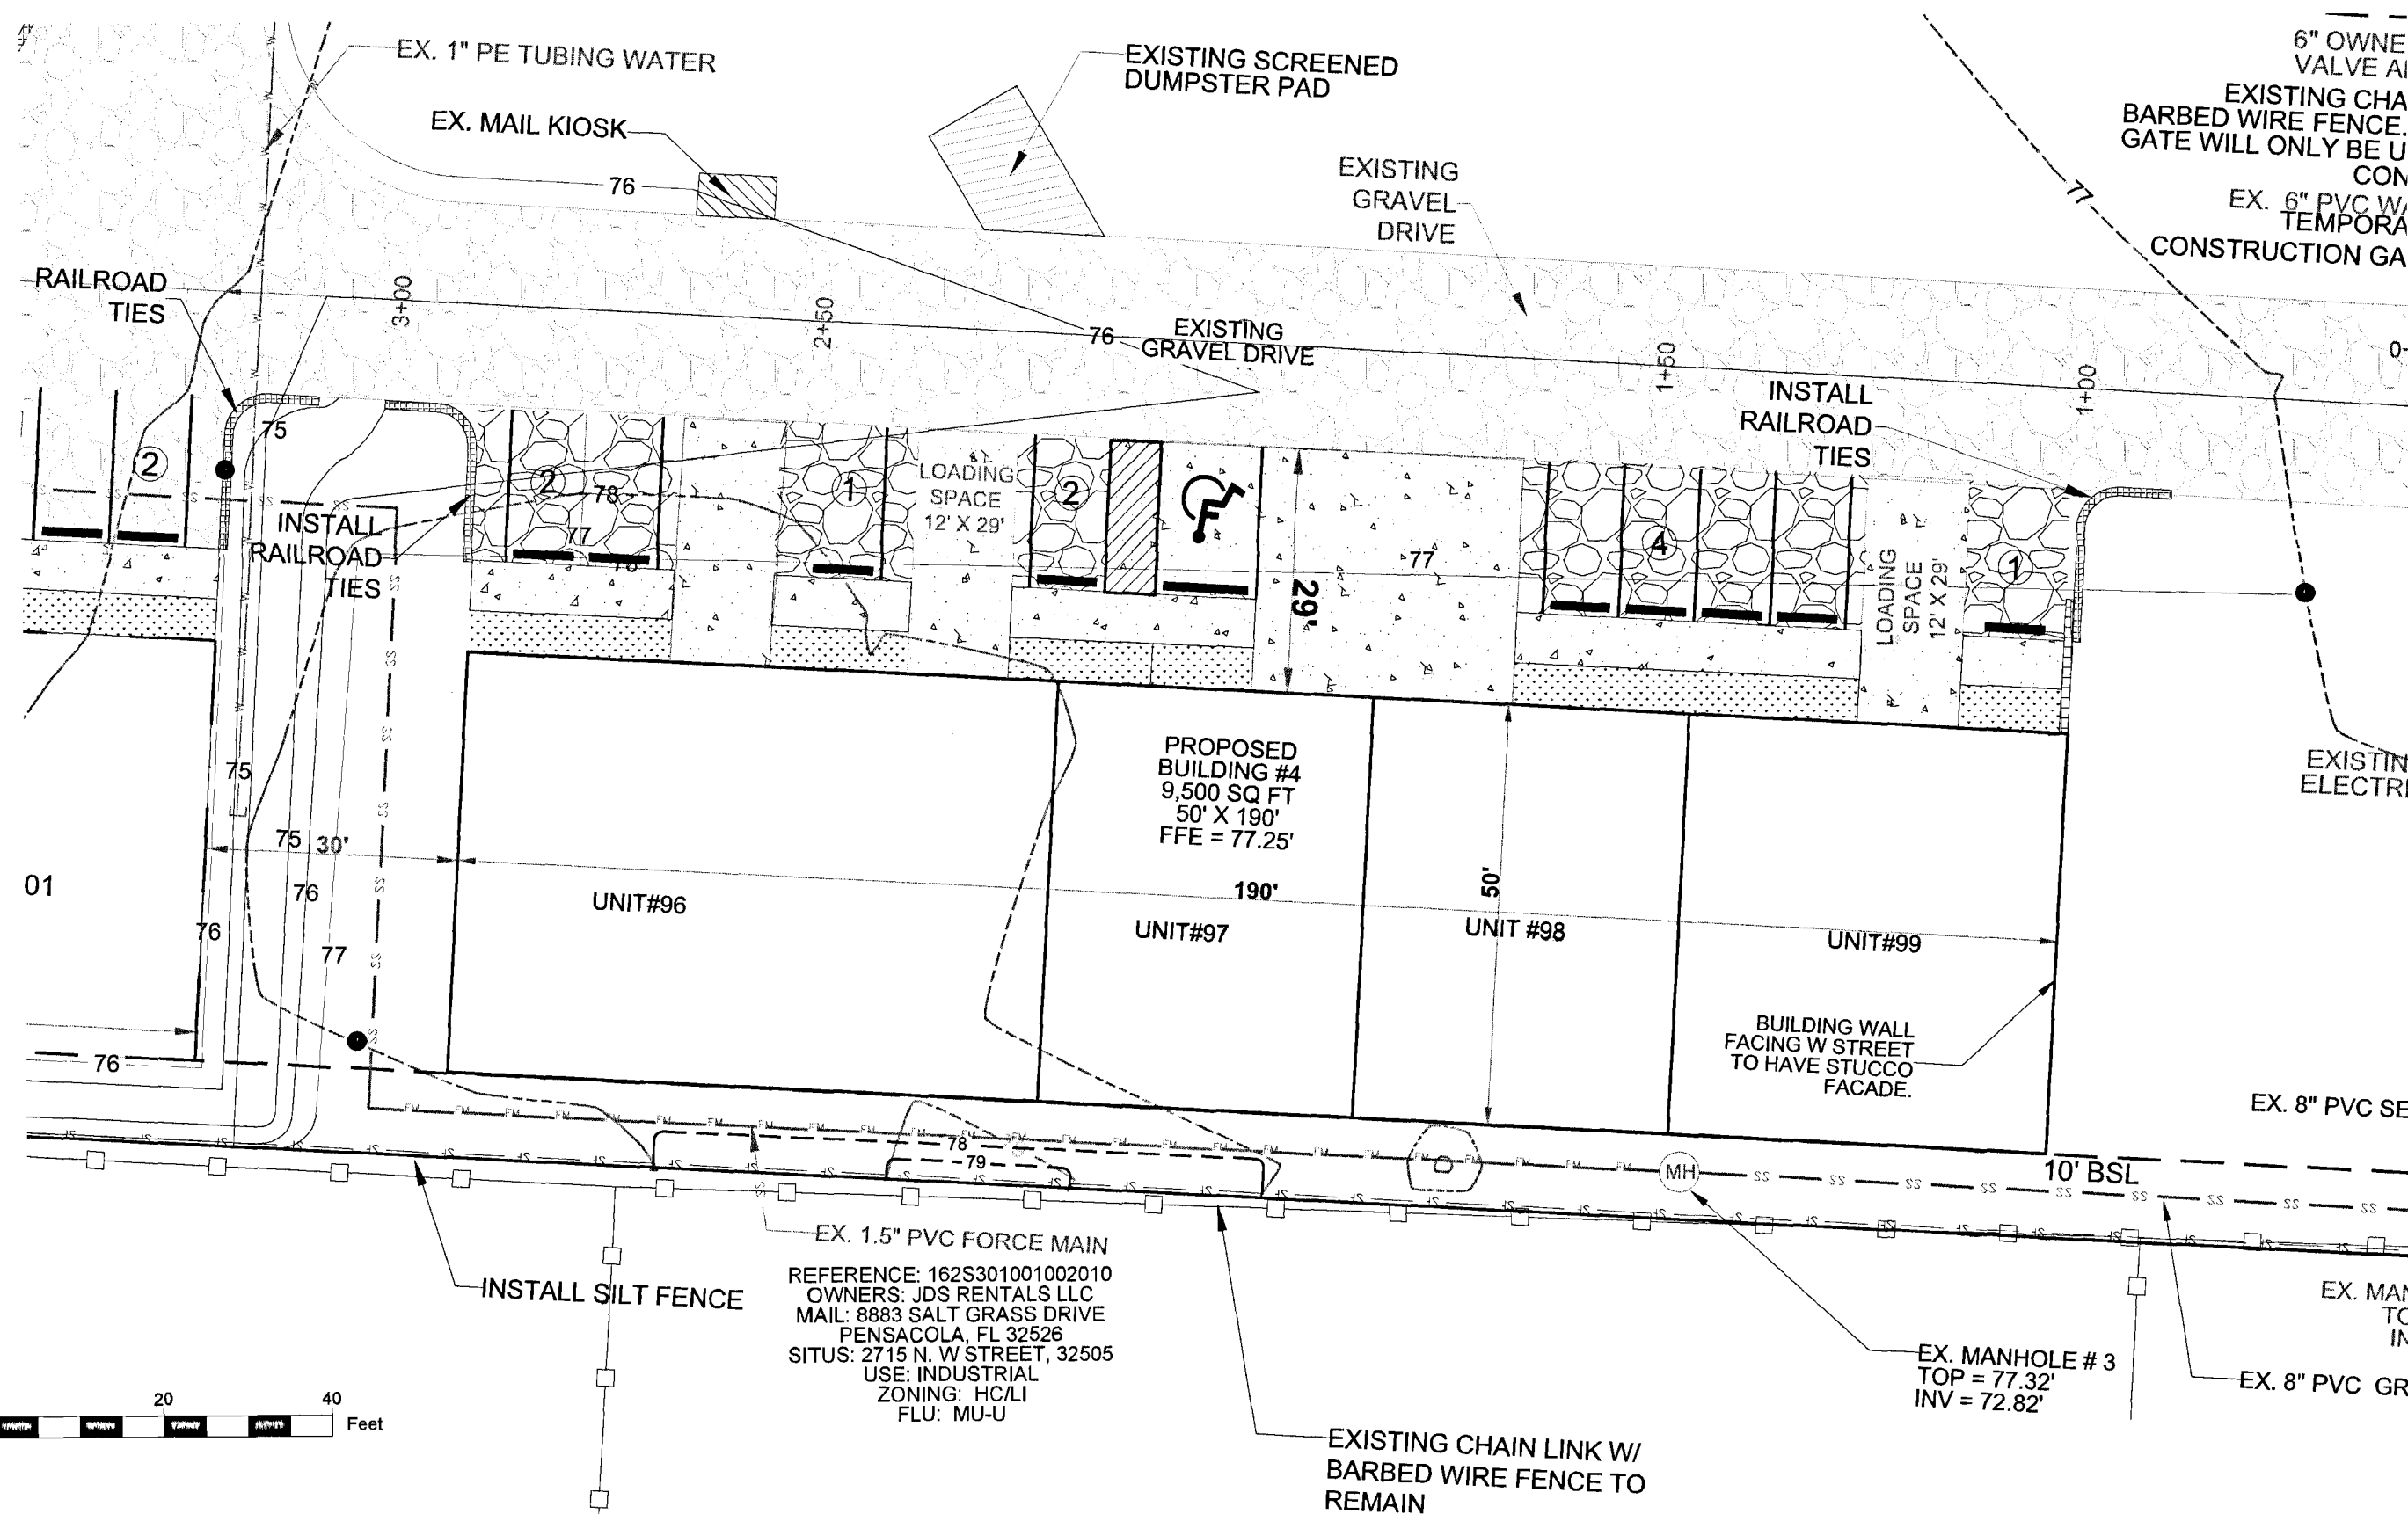 EX. 1" PE TUBING WATER
EX. MAIL KIOSK
76
EXISTING SCREENED
DUMPSTER PAD
EXISTING
GRAVEL
DRIVE
77
6" OWNE
VALVE A
EXISTING CHA
BARBED WIRE FENCE.
GATE WILL ONLY BE U
CON
EX. 6" PVC WA
TEMPORA
CONSTRUCTION GA
RAILROAD
TIES
3+00
2+50
76
EXISTING
GRAVEL DRIVE
1+50
1+00
0+
INSTALL
RAILROAD
TIES
75
2
INSTALL
RAILROAD
TIES
2
78
77
1
LOADING
SPACE
12' X 29'
2
29'
77
4
LOADING
SPACE
12' X 29'
1
EXISTIN
ELECTRI
PROPOSED
BUILDING #4
9,500 SQ FT
50' X 190'
FFE = 77.25'
75
E
75
30'
76
76
77
01
76
UNIT#96
190'
UNIT#97
50'
UNIT #98
UNIT#99
BUILDING WALL
FACING W STREET
TO HAVE STUCCO
FACADE.
EX. 8" PVC SE
78
79
MH
10' BSL
EX. 1.5" PVC FORCE MAIN
INSTALL SILT FENCE
REFERENCE: 162S301001002010
OWNERS: JDS RENTALS LLC
MAIL: 8883 SALT GRASS DRIVE
PENSACOLA, FL 32526
SITUS: 2715 N. W STREET, 32505
USE: INDUSTRIAL
ZONING: HC/LI
FLU: MU-U
EX. MANHOLE # 3
TOP = 77.32'
INV = 72.82'
EX. MAN
TO
IN
EX. 8" PVC GR
20
40
Feet
EXISTING CHAIN LINK W/
BARBED WIRE FENCE TO
REMAIN